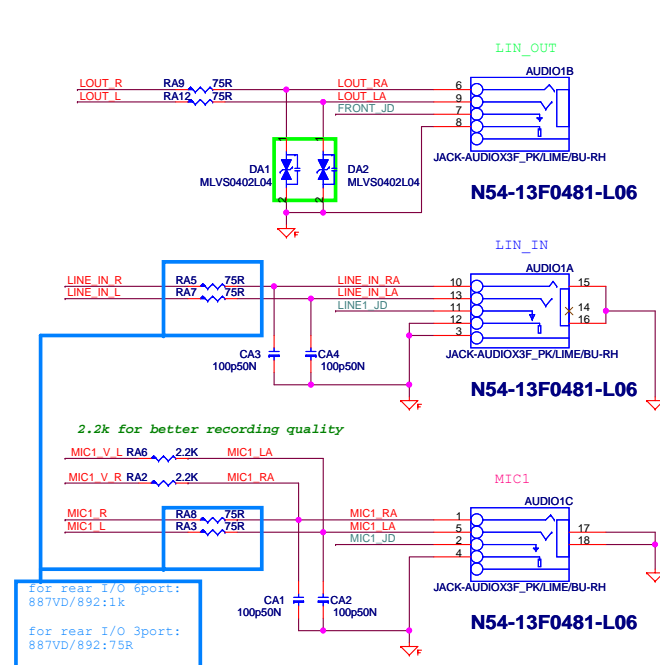 LIN_OUT
AUDIO1B
LOUT_R RA9 75R LOUT_RA 6
LOUT_L RA12 75R LOUT_LA 9
FRONT_JD 7
8
1 1
DA1 DA2
MLVS0402L04 MLVS0402L04
2 2
JACK-AUDIOX3F_PK/LIME/BU-RH
N54-13F0481-L06
F
LIN_IN
AUDIO1A
LINE_IN_R RA5 75R LINE_IN_RA 10 15
LINE_IN_L RA7 75R LINE_IN_LA 13
LINE1_JD 11 14
12 16
3
CA3 CA4
100p50N 100p50N
JACK-AUDIOX3F_PK/LIME/BU-RH
N54-13F0481-L06
F
2.2k for better recording quality
MIC1_V_L RA6 2.2K MIC1_LA
MIC1_V_R RA2 2.2K MIC1_RA
MIC1
AUDIO1C
MIC1_R RA8 75R MIC1_RA 1
MIC1_L RA3 75R MIC1_LA 5 17
MIC1_JD 2 18
4
JACK-AUDIOX3F_PK/LIME/BU-RH
CA1 CA2
100p50N 100p50N
N54-13F0481-L06
F
for rear I/O 6port:
887VD/892:1k
for rear I/O 3port:
887VD/892:75R